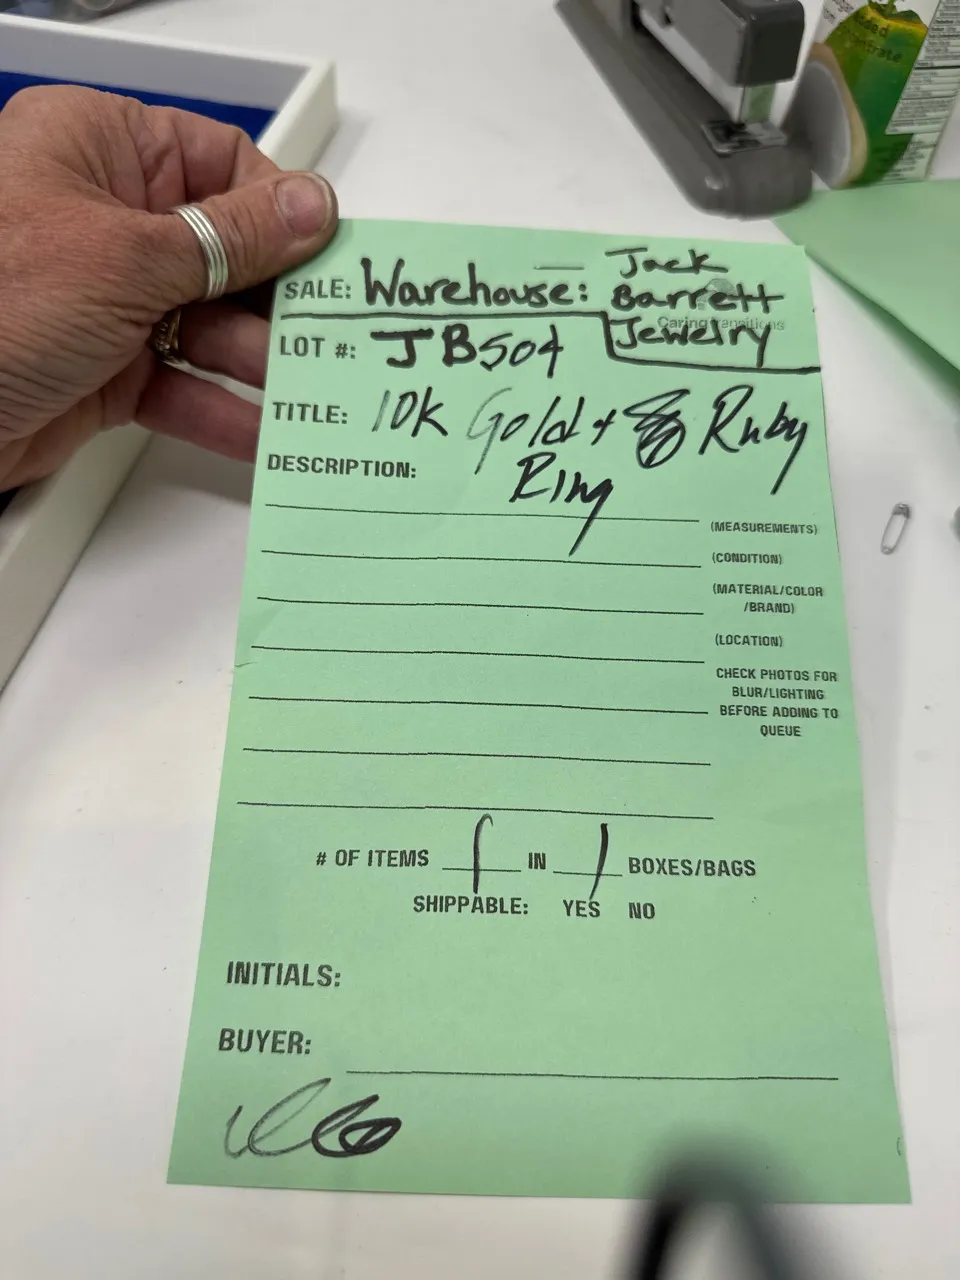 SALE: Warehouse: Jack
Barrett
Caring Transitions
Jewelry
LOT #: JB504
TITLE: 10k Gold + Ruby
Ring
DESCRIPTION:
(MEASUREMENTS)
(CONDITION)
(MATERIAL/COLOR
/BRAND)
(LOCATION)
CHECK PHOTOS FOR
BLUR/LIGHTING
BEFORE ADDING TO
QUEUE
# OF ITEMS 1 IN 1 BOXES/BAGS
SHIPPABLE: YES NO
INITIALS:
BUYER: